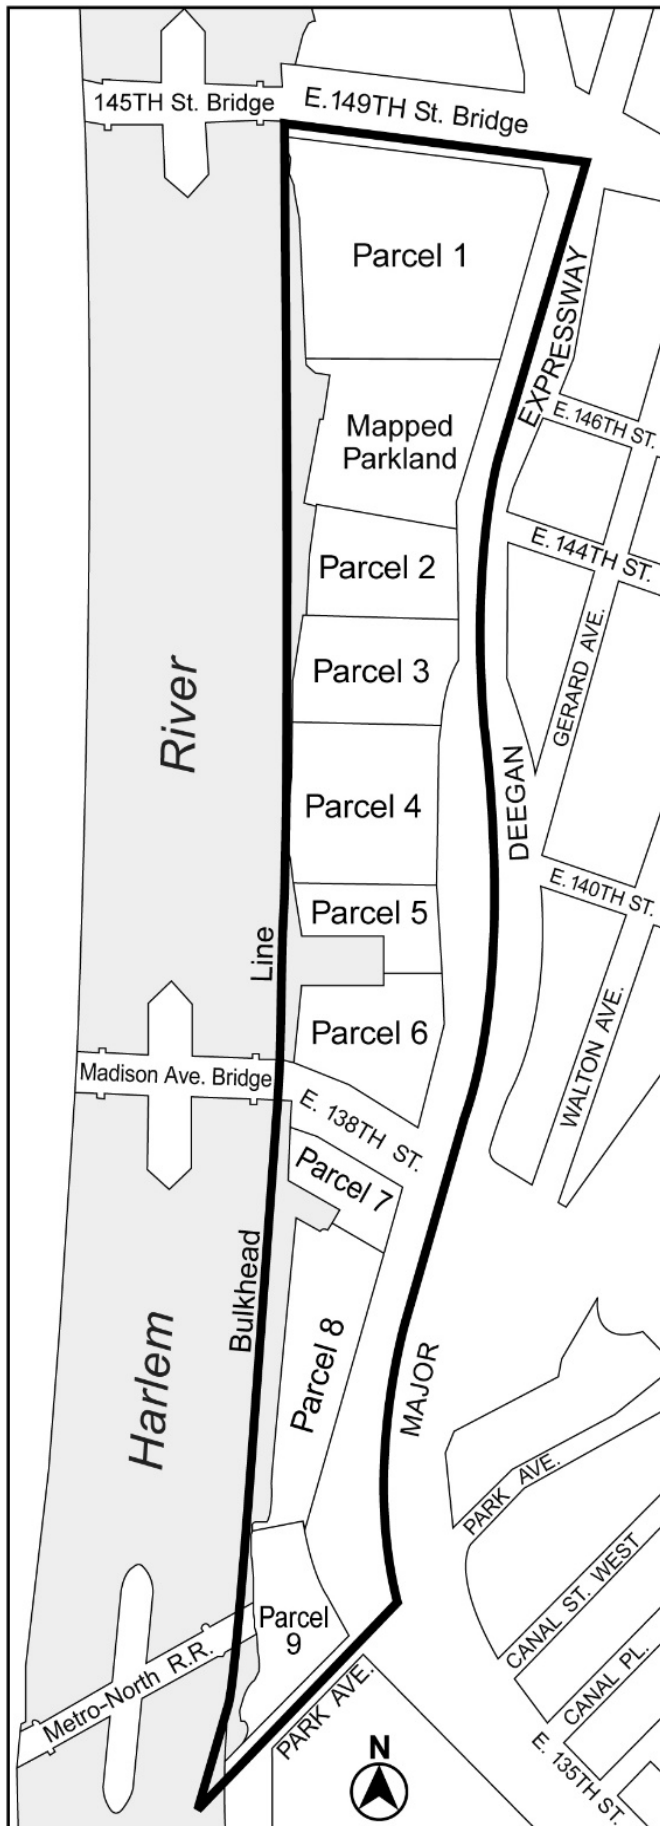 145TH St. Bridge
E. 149TH St. Bridge
Parcel 1
EXPRESSWAY
Mapped
Parkland
E. 146TH ST.
E. 144TH ST.
Parcel 2
GERARD AVE.
Parcel 3
River
DEEGAN
Parcel 4
E. 140TH ST.
Parcel 5
Line
WALTON AVE.
Parcel 6
Madison Ave. Bridge
E. 138TH ST.
Parcel 7
Bulkhead
Harlem
Parcel 8
MAJOR
PARK AVE.
CANAL ST. WEST
Parcel
9
Metro-North R.R.
CANAL PL.
PARK AVE.
E. 135TH ST.
N